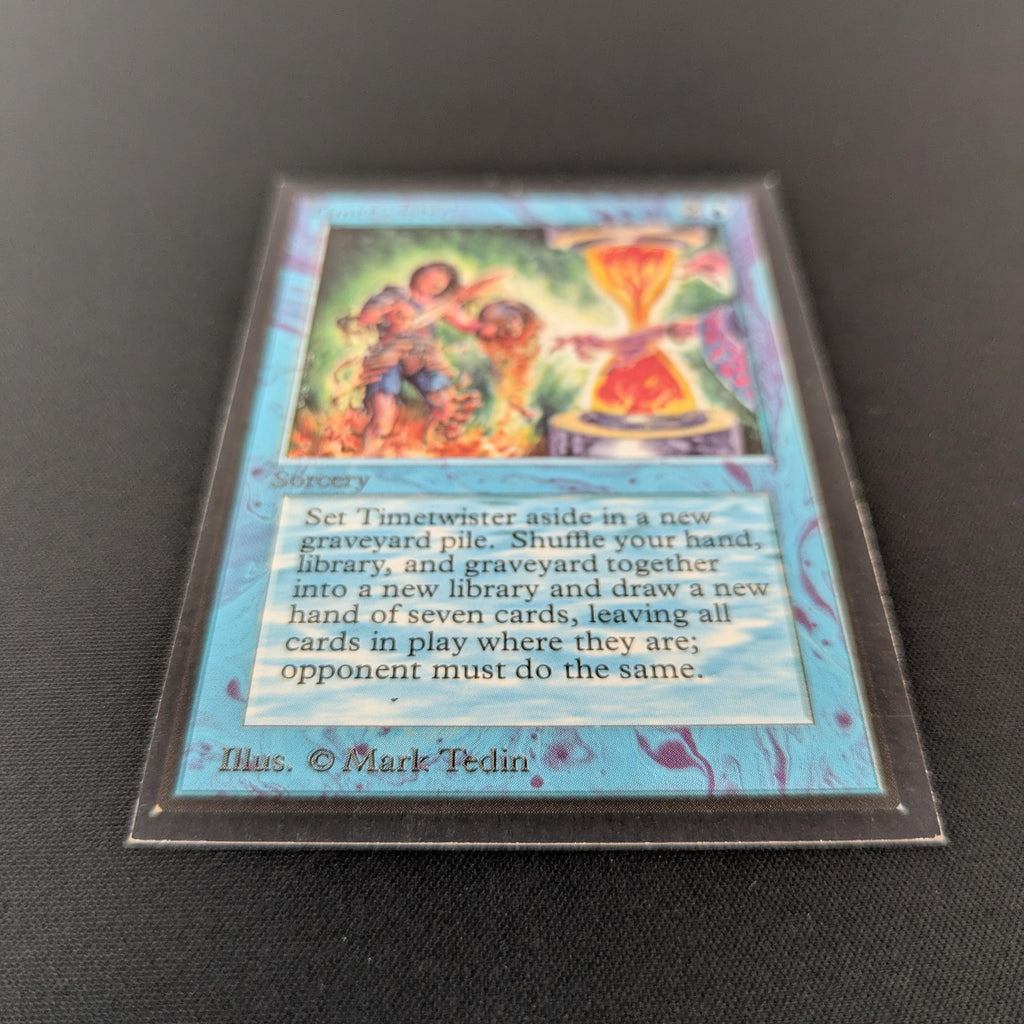 Timetwister
Sorcery
Set Timetwister aside in a new
graveyard pile. Shuffle your hand,
library, and graveyard together
into a new library and draw a new
hand of seven cards, leaving all
cards in play where they are;
opponent must do the same.
Illus. © Mark Tedin